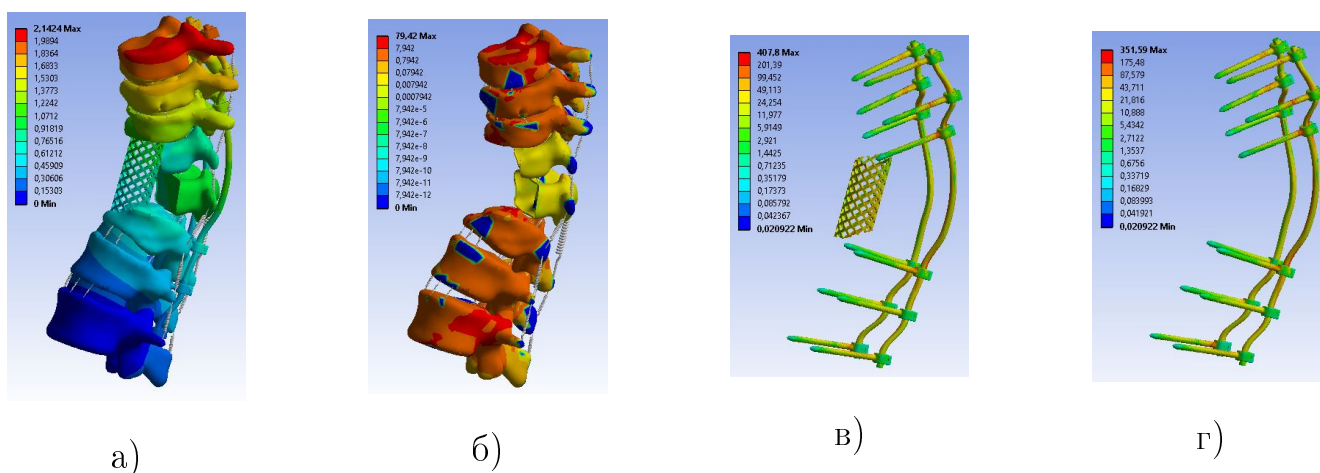 2,1424 Max
1,9894
1,8364
1,6833
1,5303
1,3773
1,2242
1,0712
0,91819
0,76516
0,61212
0,45909
0,30606
0,15303
0 Min
79,42 Max
7,942
0,7942
0,07942
0,007942
0,0007942
7,942e-5
7,942e-6
7,942e-7
7,942e-8
7,942e-9
7,942e-10
7,942e-11
7,942e-12
0 Min
407,8 Max
201,39
99,452
49,113
24,254
11,977
5,9149
2,921
1,4425
0,71235
0,35179
0,17373
0,085792
0,042367
0,020922 Min
351,59 Max
175,48
87,579
43,711
21,816
10,888
5,4342
2,7122
1,3537
0,6756
0,33719
0,16829
0,083993
0,041921
0,020922 Min
а)
б)
в)
г)